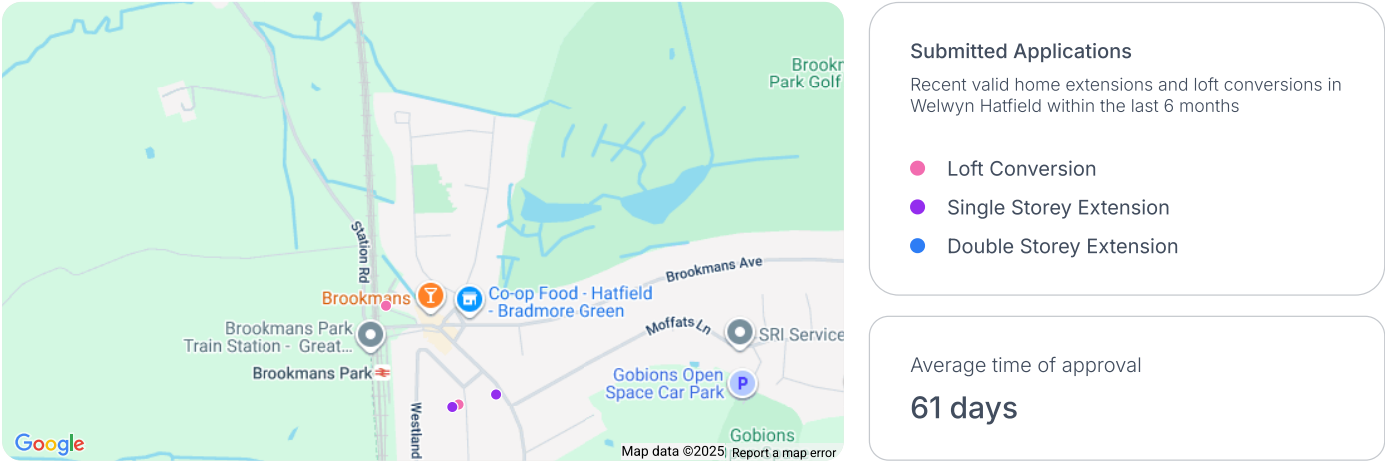 Brookm
Park Golf
Station Rd
Brookmans Ave
Brookmans
Co-op Food - Hatfield
- Bradmore Green
Moffats Ln
Brookmans Park
Train Station - Great...
SRI Service
Brookmans Park
Gobions Open
Space Car Park
P
Westland
Gobions
Google
Map data ©2025
Report a map error
Submitted Applications
Recent valid home extensions and loft conversions in
Welwyn Hatfield within the last 6 months
Loft Conversion
Single Storey Extension
Double Storey Extension
Average time of approval
61 days